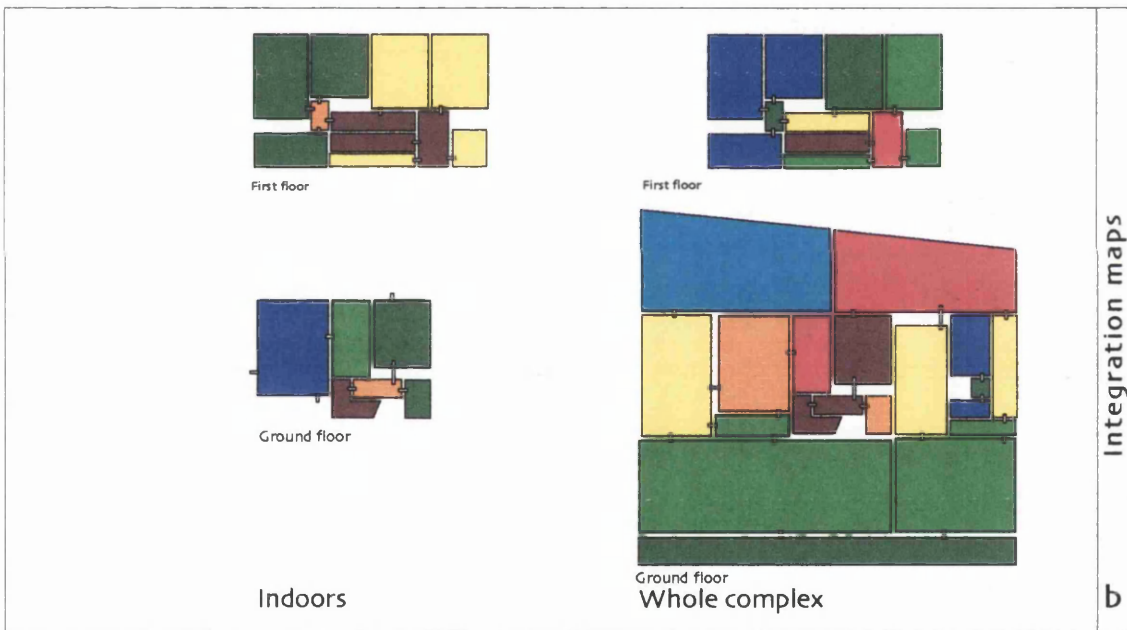 First floor
First floor
Ground floor
Ground floor
Indoors
Whole complex
Integration maps
b